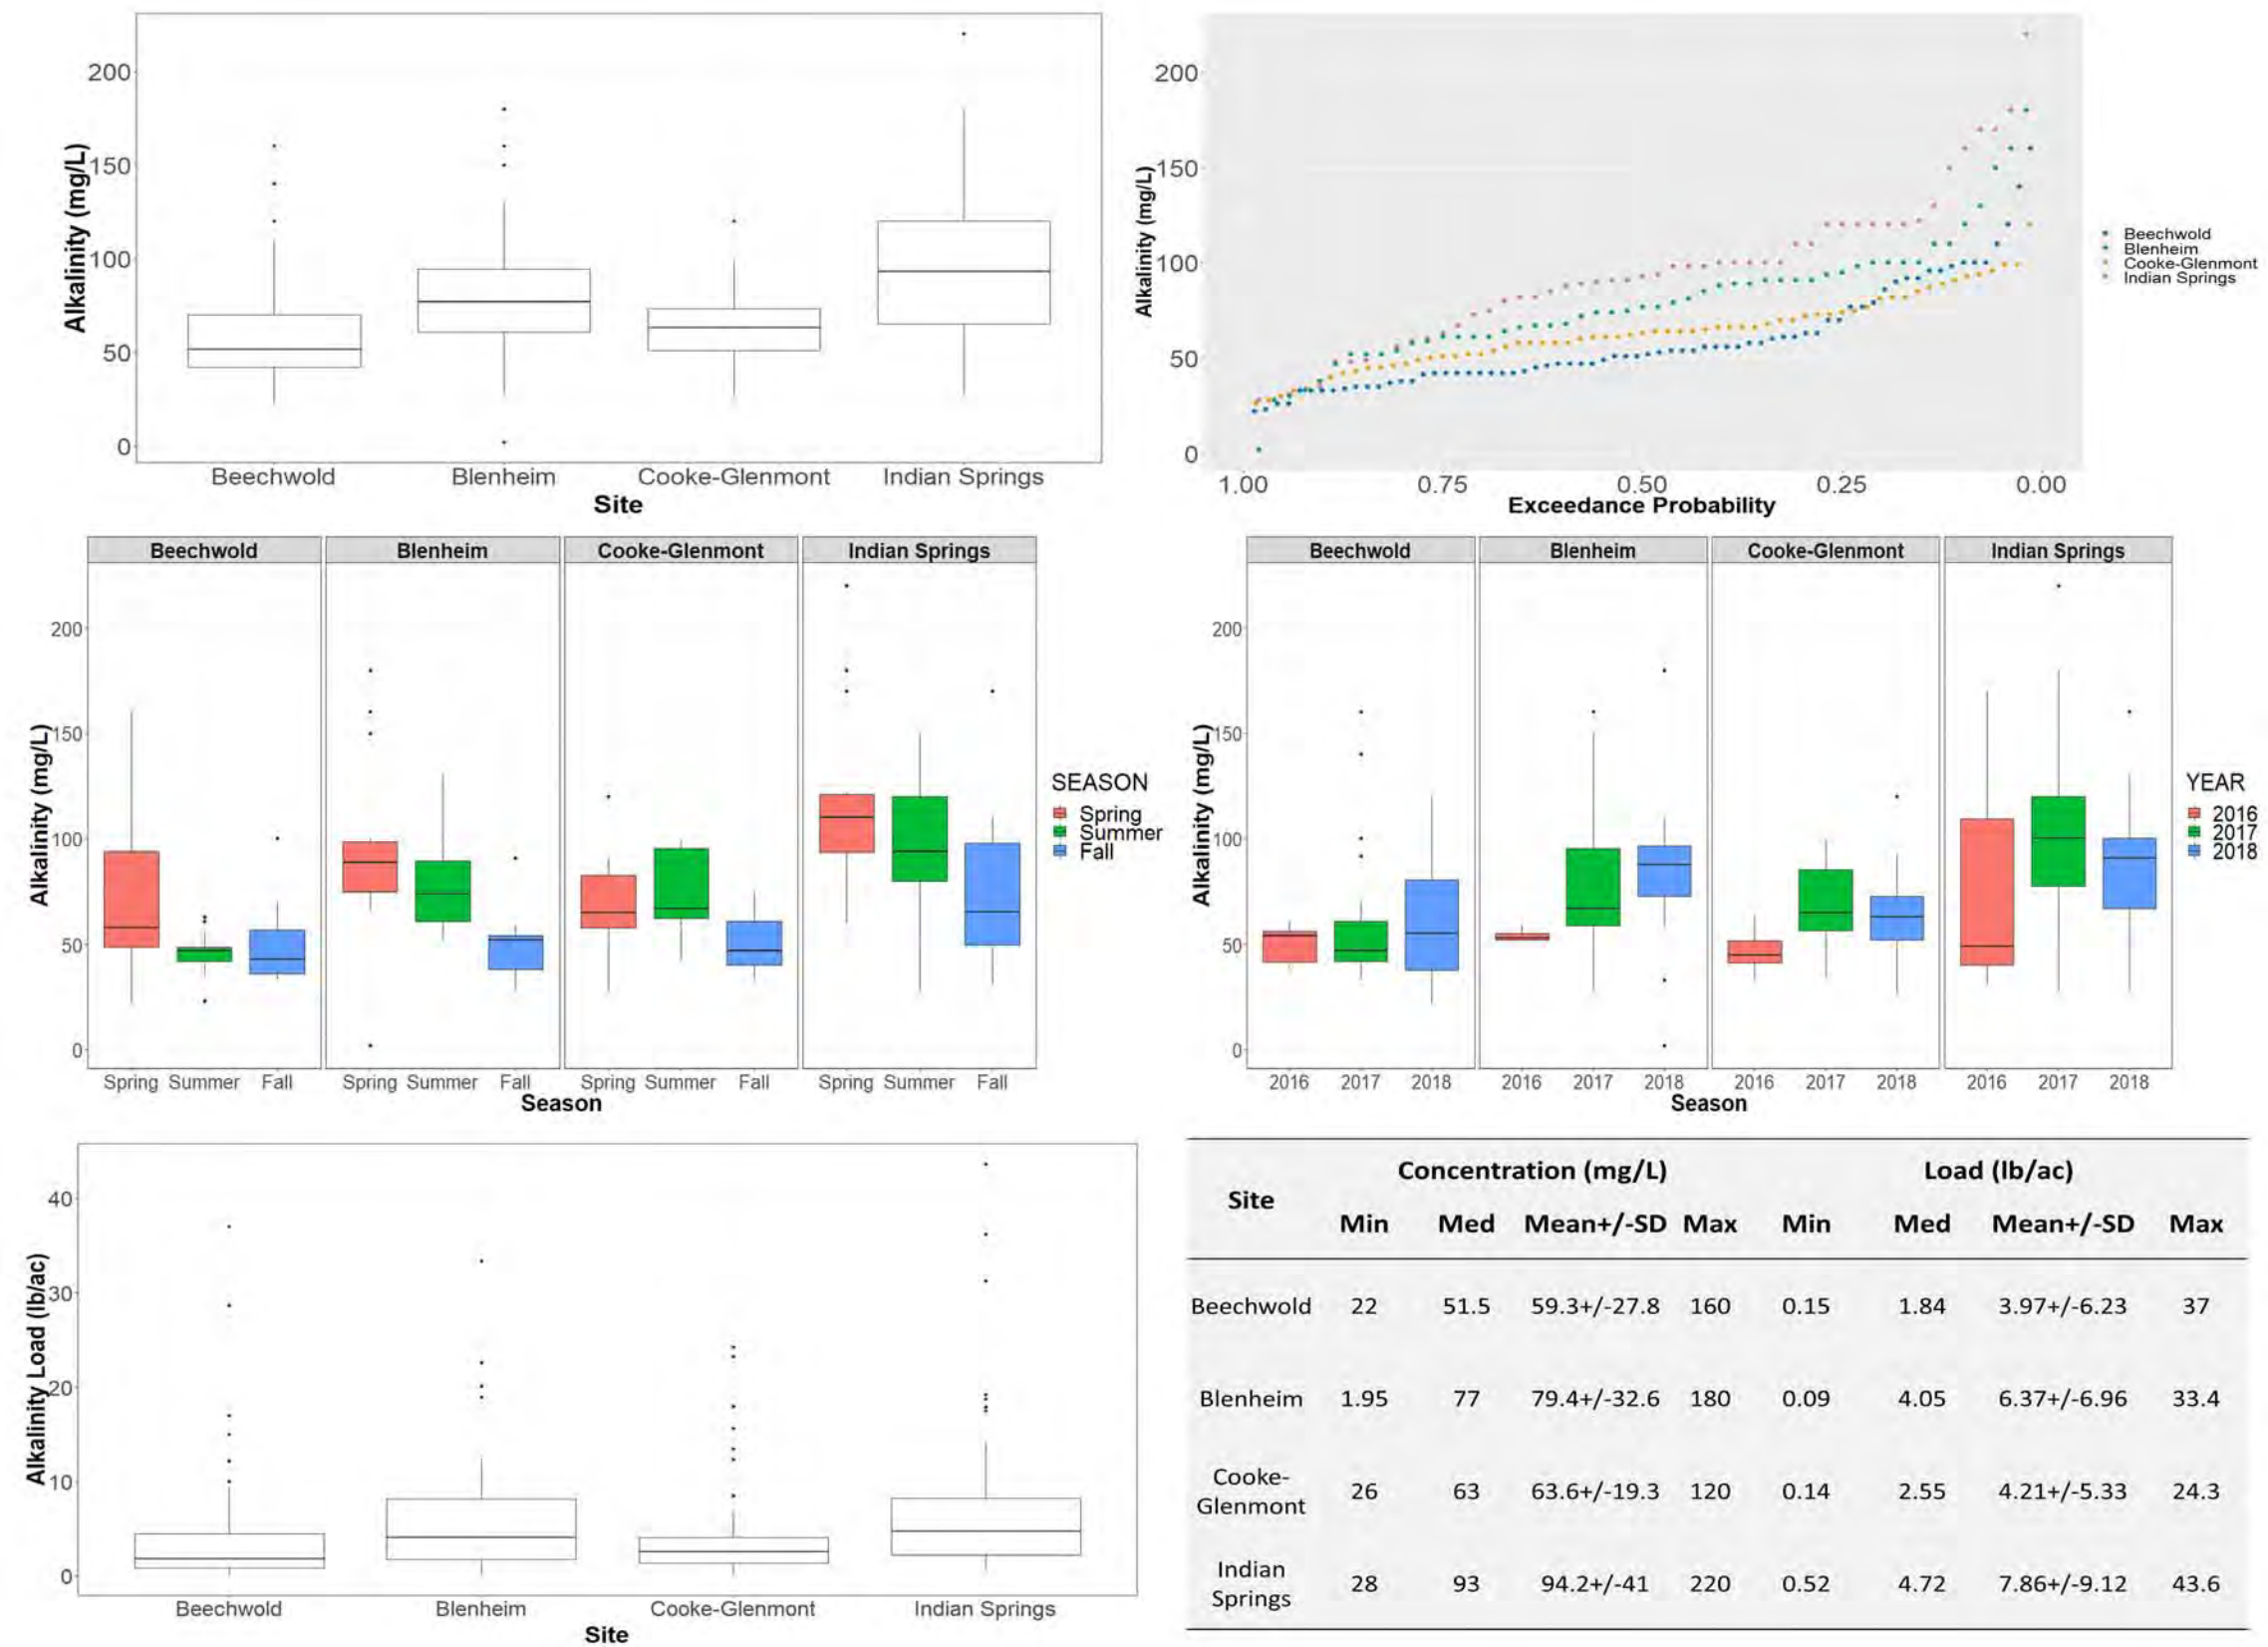 200
150
100
50
0
Alkalinity (mg/L)
Beechwold Blenheim Cooke-Glenmont Indian Springs
Site
200
150
100
50
0
Alkalinity (mg/L)
1.00 0.75 0.50 0.25 0.00
Exceedance Probability
Beechwold
Blenheim
Cooke-Glenmont
Indian Springs
Beechwold Blenheim Cooke-Glenmont Indian Springs
200
150
100
50
0
Alkalinity (mg/L)
Spring Summer Fall Spring Summer Fall Spring Summer Fall Spring Summer Fall
Season
SEASON
Spring
Summer
Fall
Beechwold Blenheim Cooke-Glenmont Indian Springs
200
150
100
50
0
Alkalinity (mg/L)
2016 2017 2018 2016 2017 2018 2016 2017 2018 2016 2017 2018
Season
YEAR
2016
2017
2018
40
30
20
10
0
Alkalinity Load (lb/ac)
Beechwold Blenheim Cooke-Glenmont Indian Springs
Site
Concentration (mg/L) Load (lb/ac)
Site
Min Med Mean+/-SD Max Min Med Mean+/-SD Max
Beechwold 22 51.5 59.3+/-27.8 160 0.15 1.84 3.97+/-6.23 37
Blenheim 1.95 77 79.4+/-32.6 180 0.09 4.05 6.37+/-6.96 33.4
Cooke-
Glenmont 26 63 63.6+/-19.3 120 0.14 2.55 4.21+/-5.33 24.3
Indian
Springs 28 93 94.2+/-41 220 0.52 4.72 7.86+/-9.12 43.6